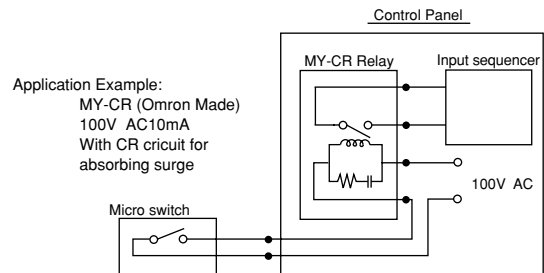 Control Panel
MY-CR Relay
Input sequencer
Application Example:
MY-CR (Omron Made)
100V  AC10mA
With CR cricuit for
absorbing surge
100V  AC
Micro switch